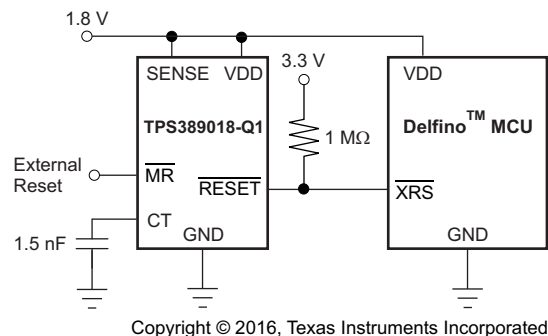 1.8 V
SENSE VDD
3.3 V
VDD
TPS389018-Q1
1 MΩ
Delfino™ MCU
External
Reset
MR
RESET
XRS
CT
1.5 nF
GND
GND
Copyright © 2016, Texas Instruments Incorporated